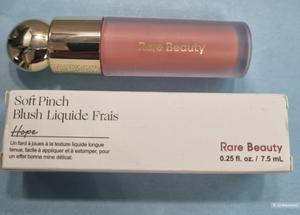 Rare Beauty
Soft Pinch
Blush Liquide Frais
Hope
Un fard à joues à la texture liquide longue
tenue, facile à appliquer et à estomper, pour
un effet bonne mine délicat.
Rare Beauty
0.25 fl. oz / 7.5 mL